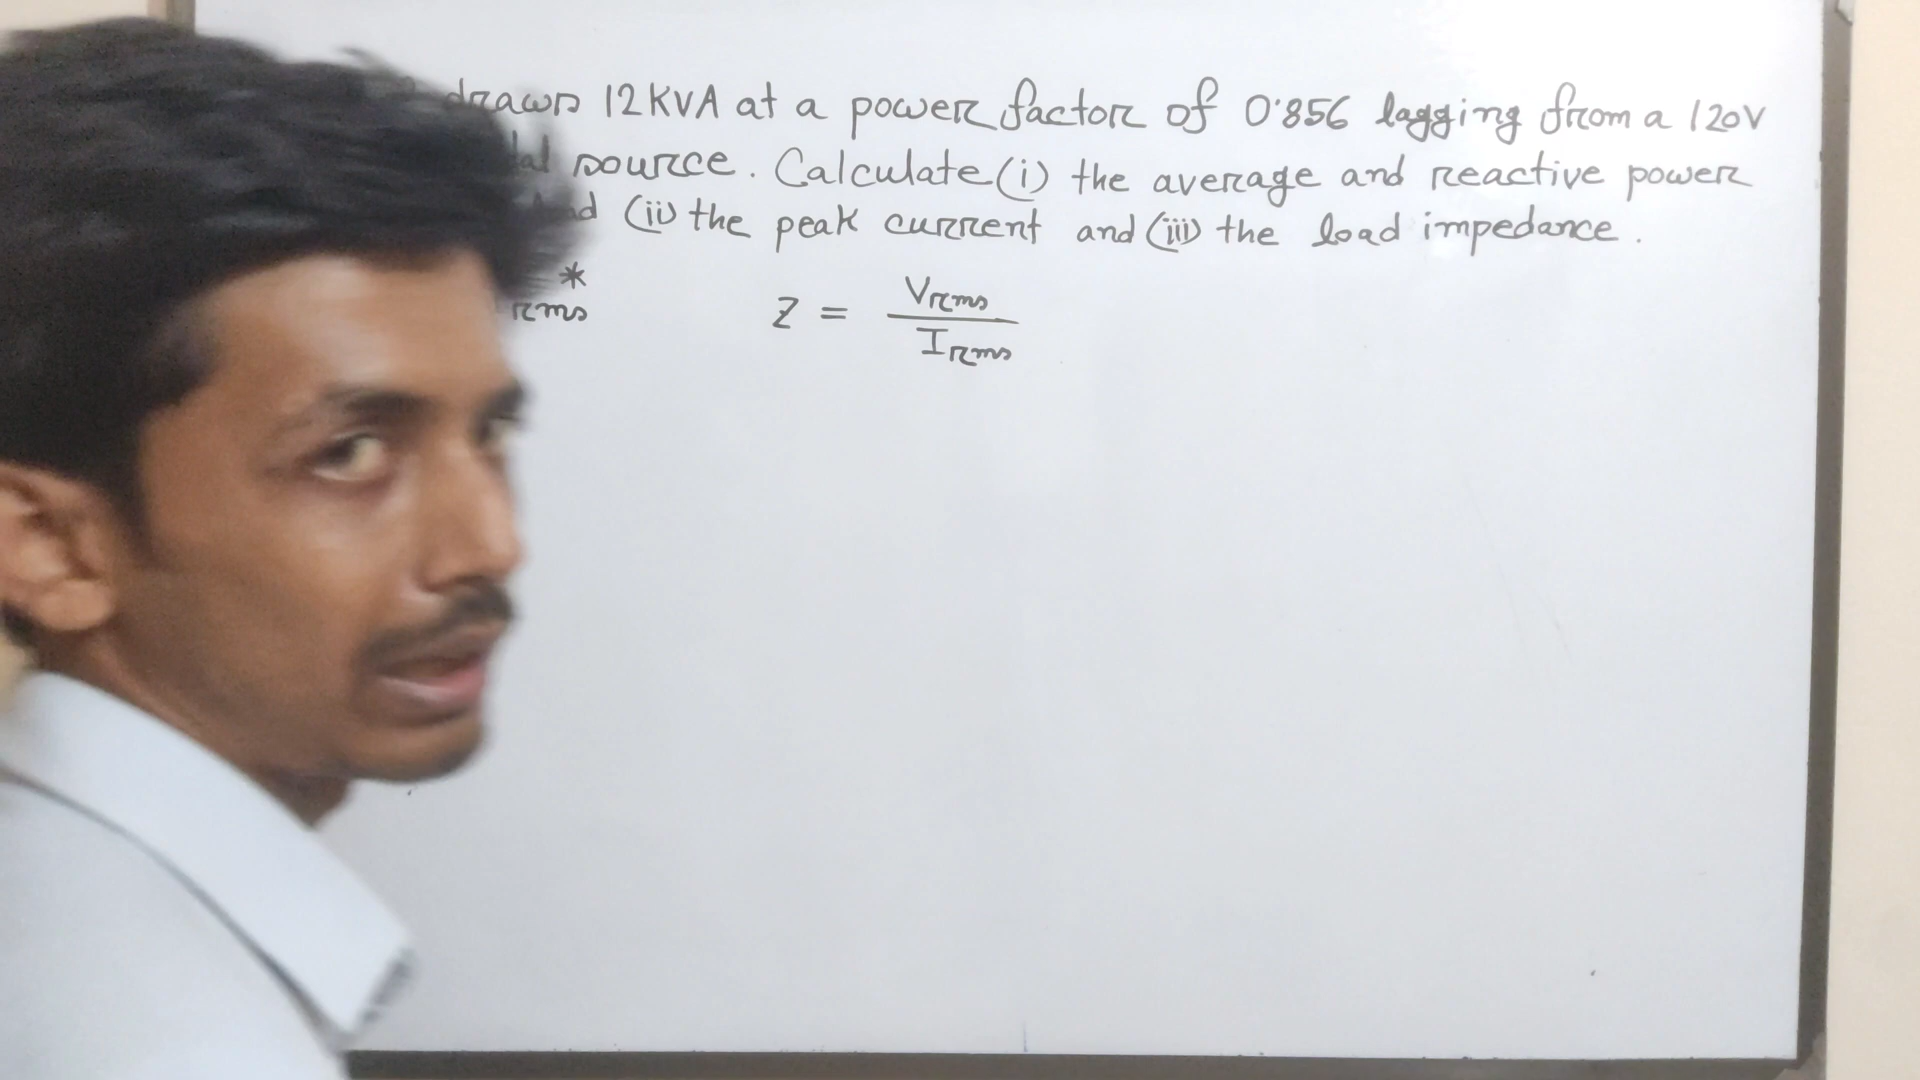 draws 12KVA at a power factor of 0.856 lagging from a 120V
source. Calculate (i) the average and reactive power
(ii) the peak current and (iii) the load impedance.
rms * Z = Vrms / Irms